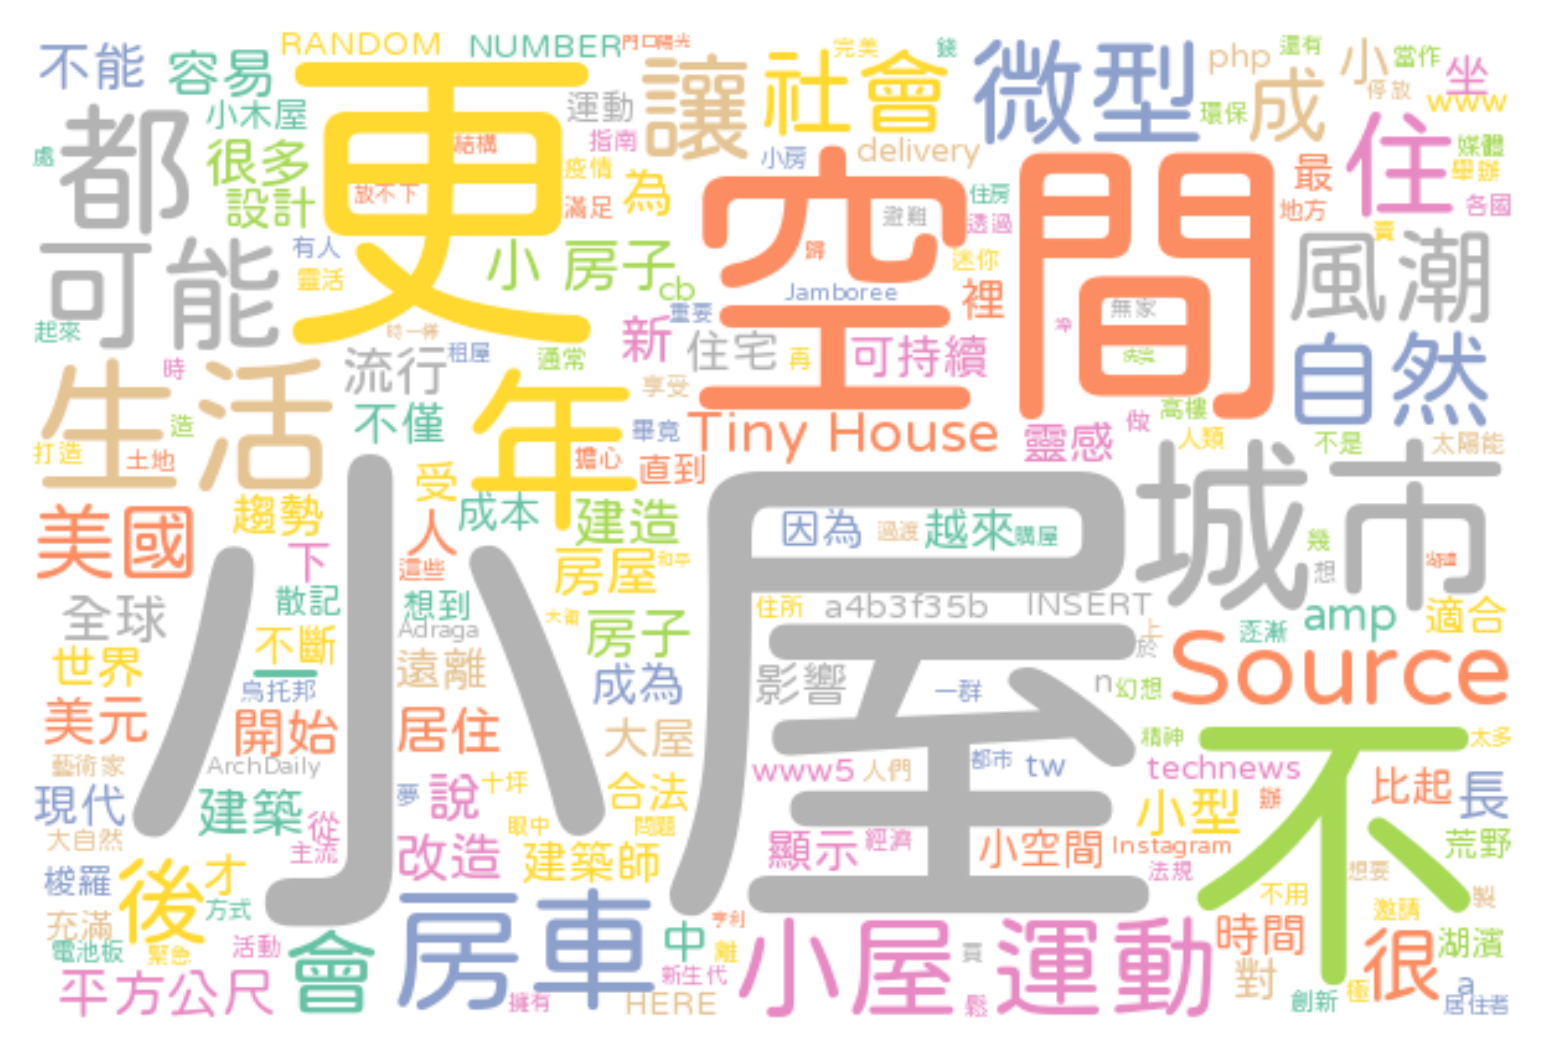 不能
容易
RANDOM
NUMBER
門口陽光
讓
社會
完美
錢
微型
php
還有
小
當作
坐
停放
www
都
小木屋
更
運動
指南
小房
delivery
環保
成
媒體
舉辦
住
各國
處
很多
設計
結構
放不下
疫情
滿足
為
空間
避難
住房
透過
最
地方
賣
可能
有人
靈活
小
房子
cb
歸
Jamboree
迷你
裡
無家
風潮
起來
時一樣
租屋
通常
新
重要
住宅
再
可持續
自然
生活
時
流行
年
享受
造
不僅
畢竟
Tiny House
靈感
做
高樓
人類
不是
太陽能
打造
土地
受
擔心
直到
城市
美國
趨勢
人
成本
建造
因為
過渡
越來
購屋
幾
想
下
這些
房屋
和平
小屋
全球
散記
想到
Adraga
大衛
房子
住所
a4b3f35b
INSERT
上
於
逐漸
amp
適合
世界
不斷
一
烏托邦
遠離
成為
影響
一群
n
幻想
Source
美元
開始
居住
大屋
精神
不
太多
藝術家
ArchDaily
www5
人們
都市
tw
technews
比起
長
現代
建築
夢
說
十坪
合法
小型
辦
大自然
從
主流
改造
眼中
建築師
問題
顯示
經濟
小空間
Instagram
法規
荒野
梭羅
後
才
方式
不用
想要
製
充滿
電池板
緊急
活動
會
房車
中
亨利
離
新生代
小屋
買
運動
時間
邀請
很
湖濱
平方公尺
擁有
HERE
鬆
對
創新
極
a
居住者